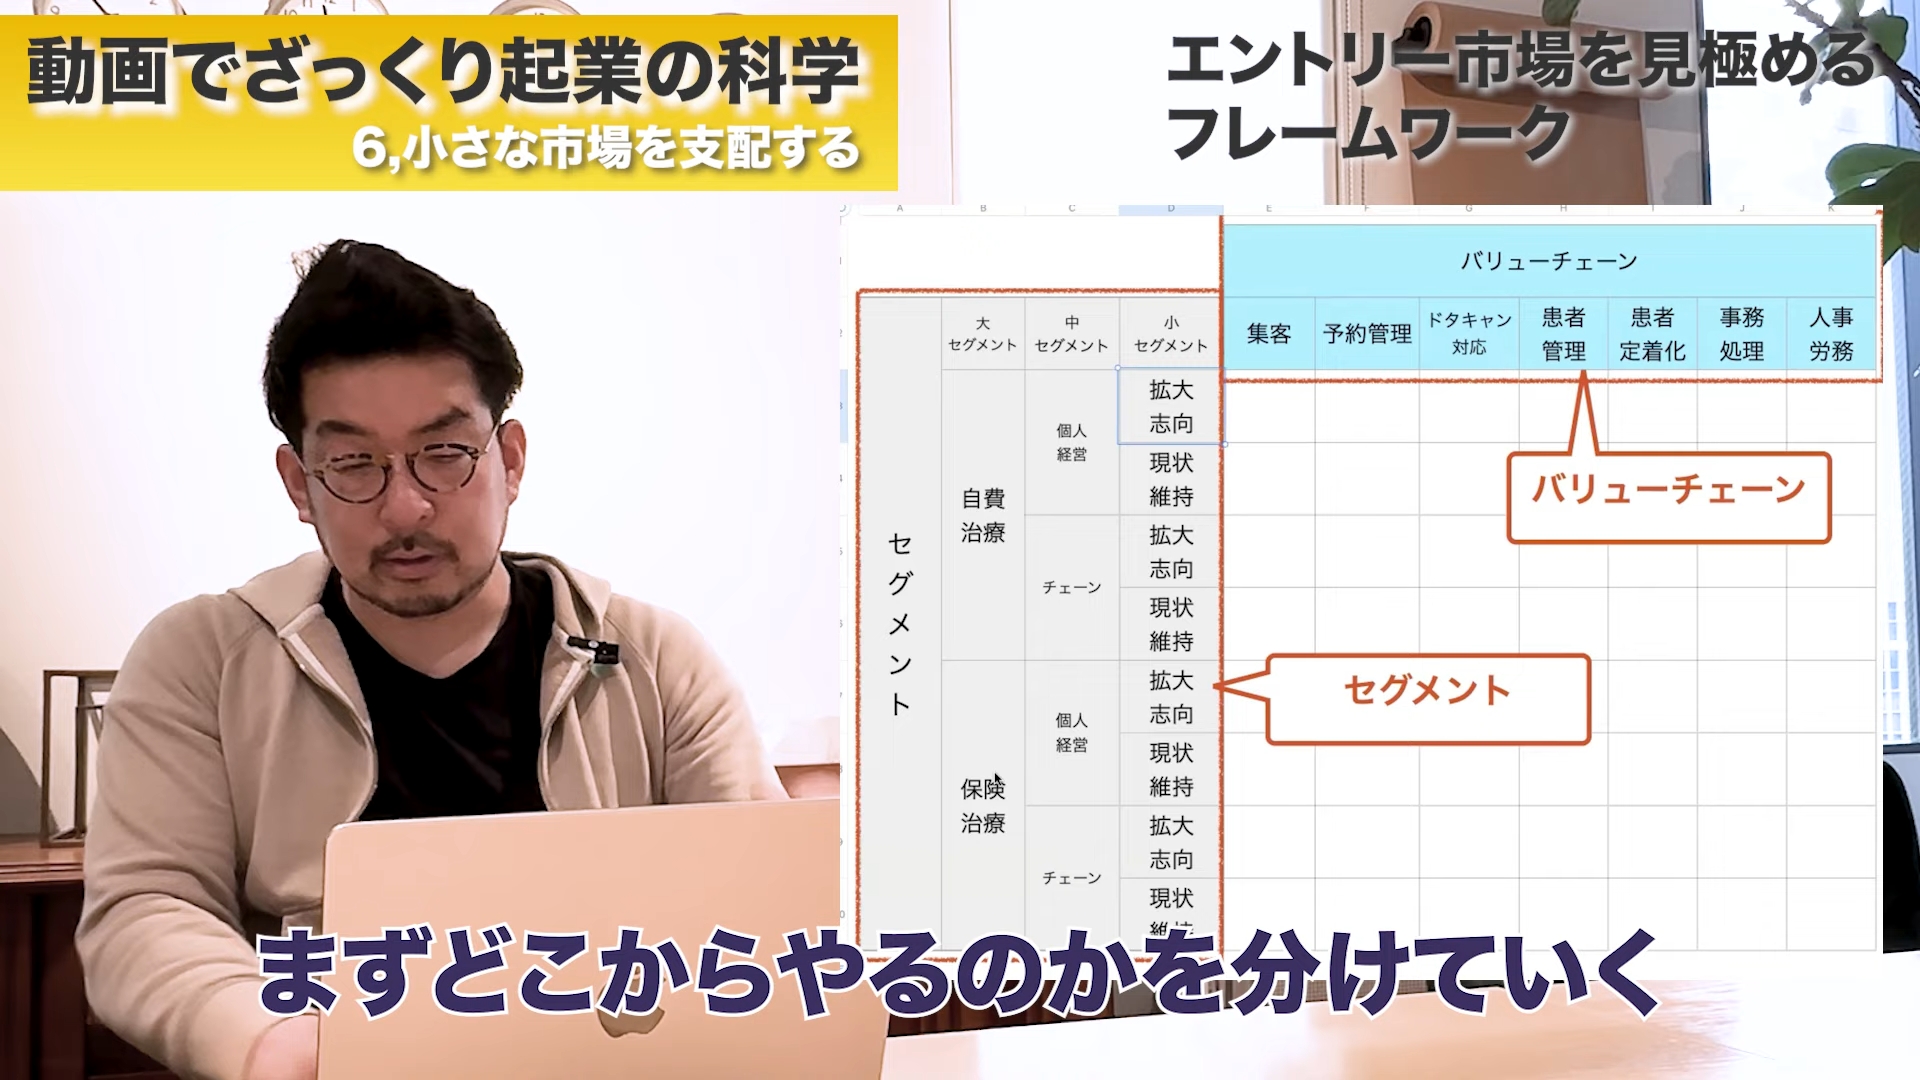 動画でざっくり起業の科学
6,小さな市場を支配する
エントリー市場を見極める
フレームワーク
A B C D E F G H I J K
バリューチェーン
大
セグメント
中
セグメント
小
セグメント
集客
予約管理
ドタキャン
対応
患者
管理
患者
定着化
事務
処理
人事
労務
セグメント
自費
治療
個人
経営
拡大
志向
現状
維持
チェーン
拡大
志向
現状
維持
保険
治療
個人
経営
拡大
志向
現状
維持
チェーン
拡大
志向
現状
維持
バリューチェーン
セグメント
まずどこからやるのかを分けていく